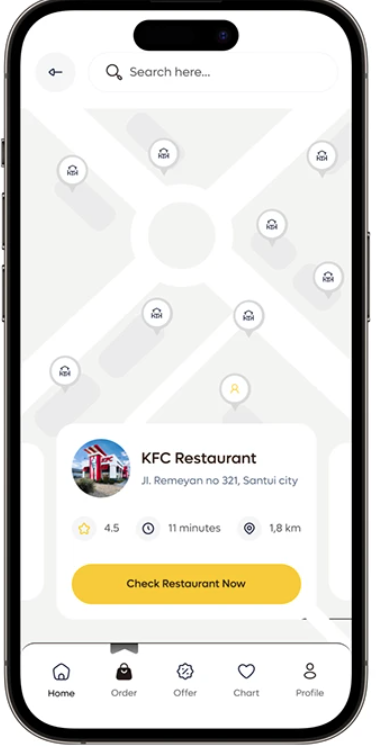 Search here...
KFC Restaurant
Jl. Remeyan no 321, Santui city
4.5
11 minutes
1,8 km
Check Restaurant Now
Home
Order
Offer
Chart
Profile